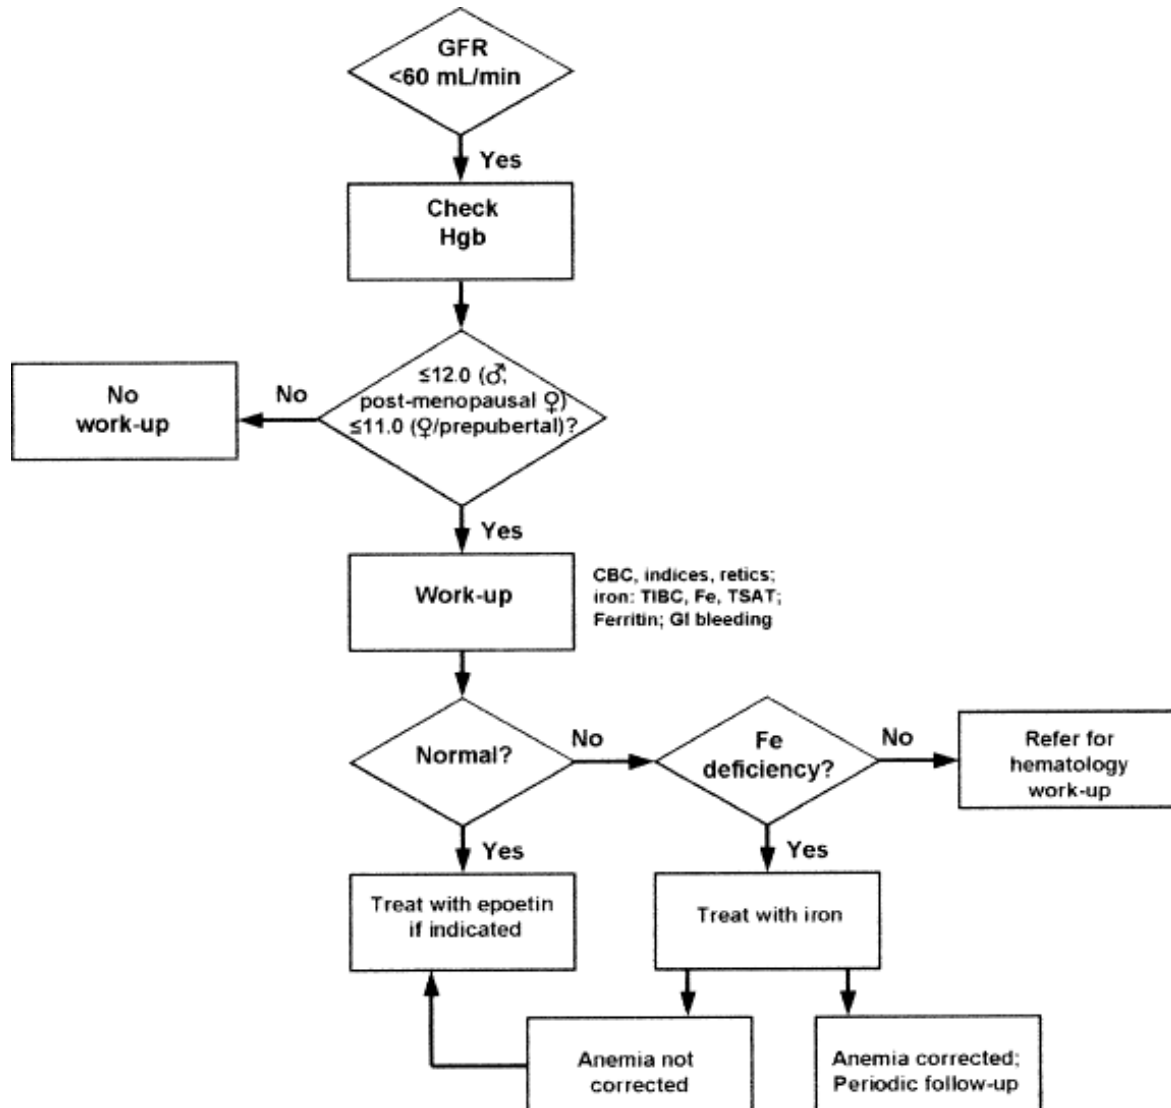 GFR
<60 mL/min
Yes
Check
Hgb
≤12.0 (♂,
post-menopausal ♀)
≤11.0 (♀/prepubertal)?
No
No
work-up
Yes
Work-up
CBC, indices, retics;
iron: TIBC, Fe, TSAT;
Ferritin; GI bleeding
Normal?
No
Fe
deficiency?
No
Refer for
hematology
work-up
Yes
Treat with epoetin
if indicated
Yes
Treat with iron
Anemia not
corrected
Anemia corrected;
Periodic follow-up